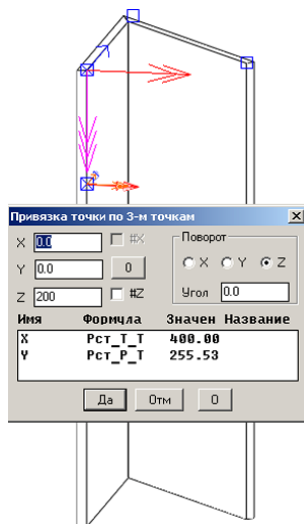 Привязка точки по 3-м точкам
X 0.0 #X
Y 0.0 0
Z 200 #Z
Поворот
X Y Z
Угол 0.0
Имя Формула Значен Название
X Рст_Т_Т 400.00
Y Рст_Р_Т 255.53
Да Отм 0